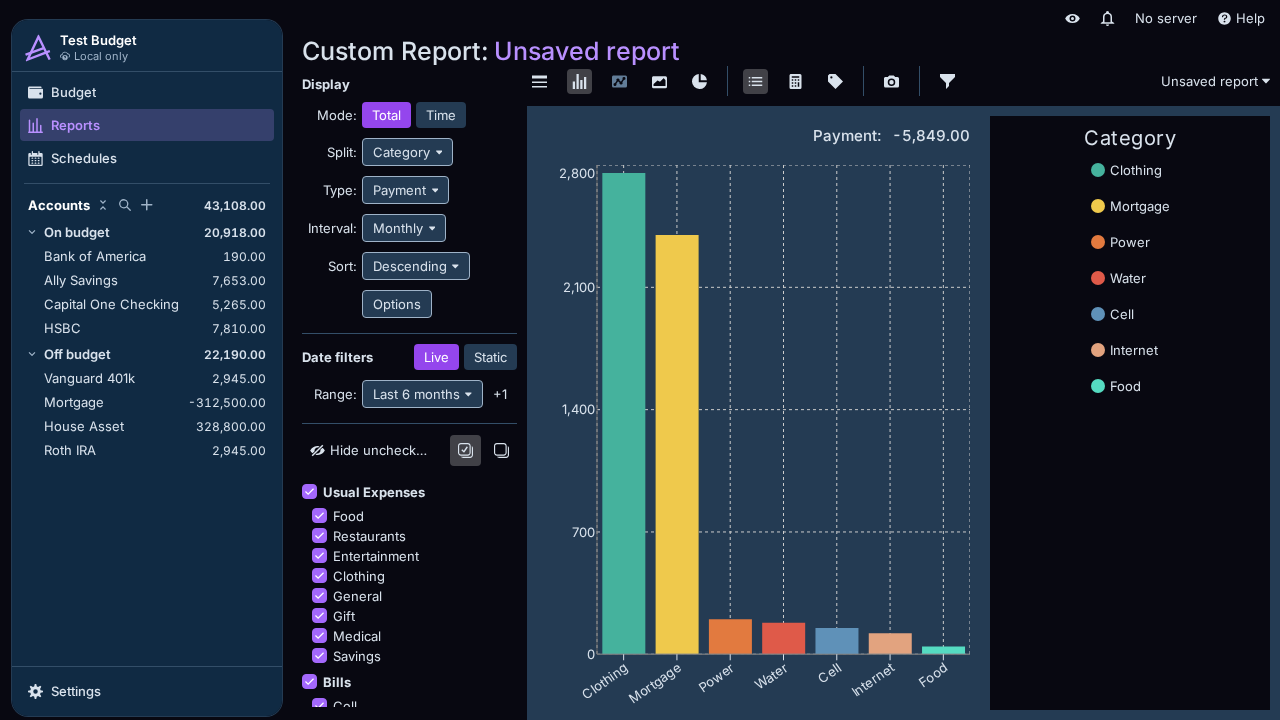 Test Budget
Local only
Budget
Reports
Schedules
Accounts 43,108.00
On budget 20,918.00
Bank of America 190.00
Ally Savings 7,653.00
Capital One Checking 5,265.00
HSBC 7,810.00
Off budget 22,190.00
Vanguard 401k 2,945.00
Mortgage -312,500.00
House Asset 328,800.00
Roth IRA 2,945.00
Settings
No server Help
Custom Report: Unsaved report
Unsaved report
Display
Mode: Total Time
Split: Category
Type: Payment
Interval: Monthly
Sort: Descending
Options
Date filters Live Static
Range: Last 6 months +1
Hide uncheck...
Usual Expenses
Food
Restaurants
Entertainment
Clothing
General
Gift
Medical
Savings
Bills
Cell
Payment: -5,849.00
2,800
2,100
1,400
700
0
Clothing
Mortgage
Power
Water
Cell
Internet
Food
Category
Clothing
Mortgage
Power
Water
Cell
Internet
Food